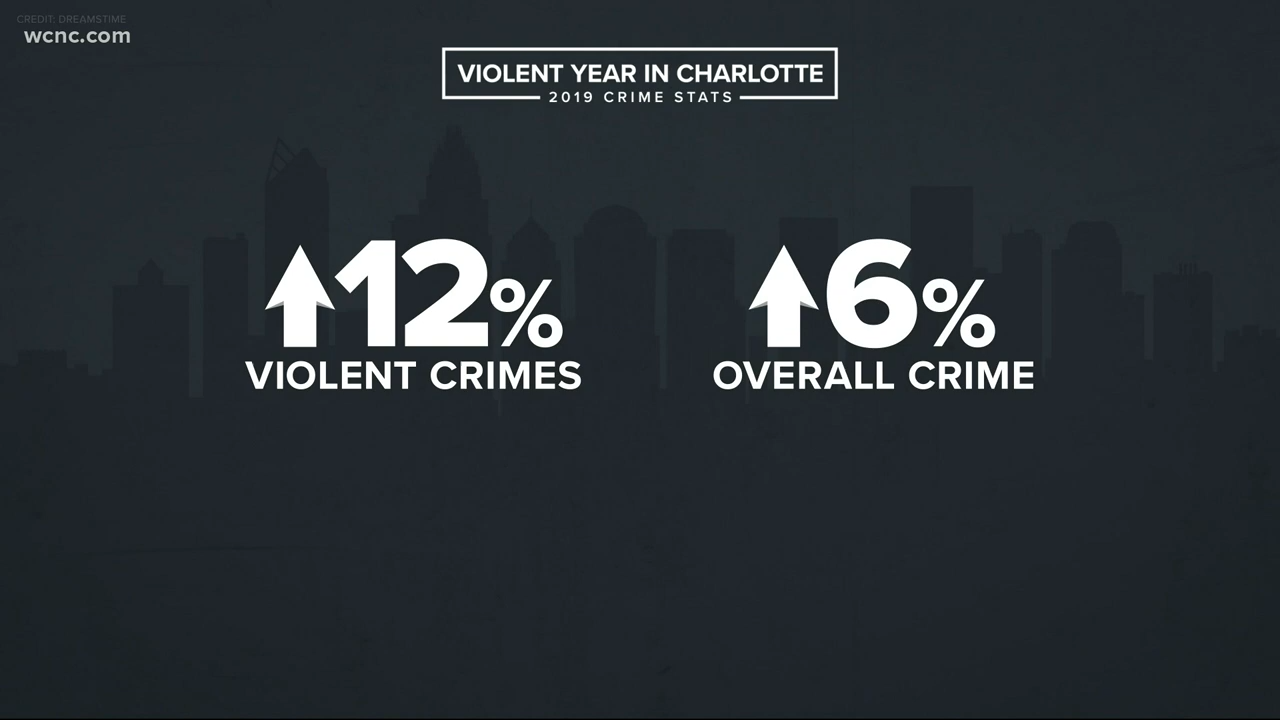 CREDIT: DREAMSTIME
wcnc.com
VIOLENT YEAR IN CHARLOTTE
2019 CRIME STATS
12% 6%
VIOLENT CRIMES OVERALL CRIME